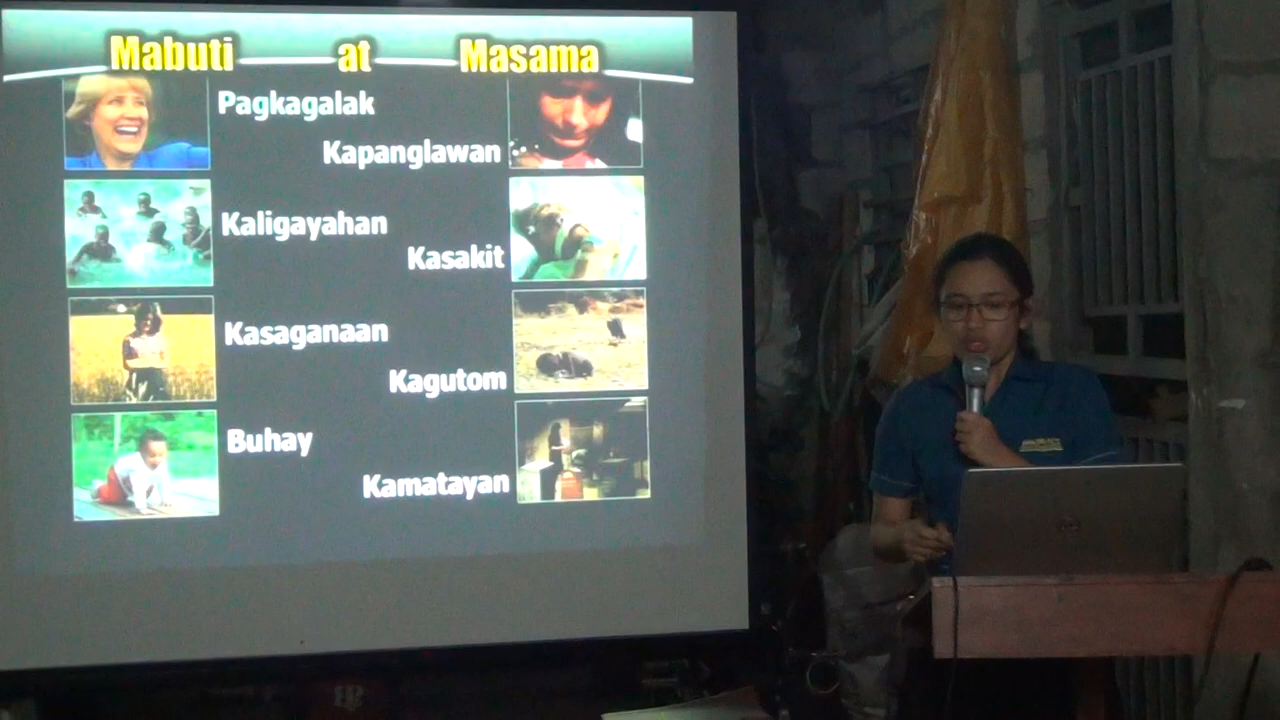 Mabuti at Masama
Pagkagalak
Kapanglawan
Kaligayahan
Kasakit
Kasaganaan
Kagutom
Buhay
Kamatayan